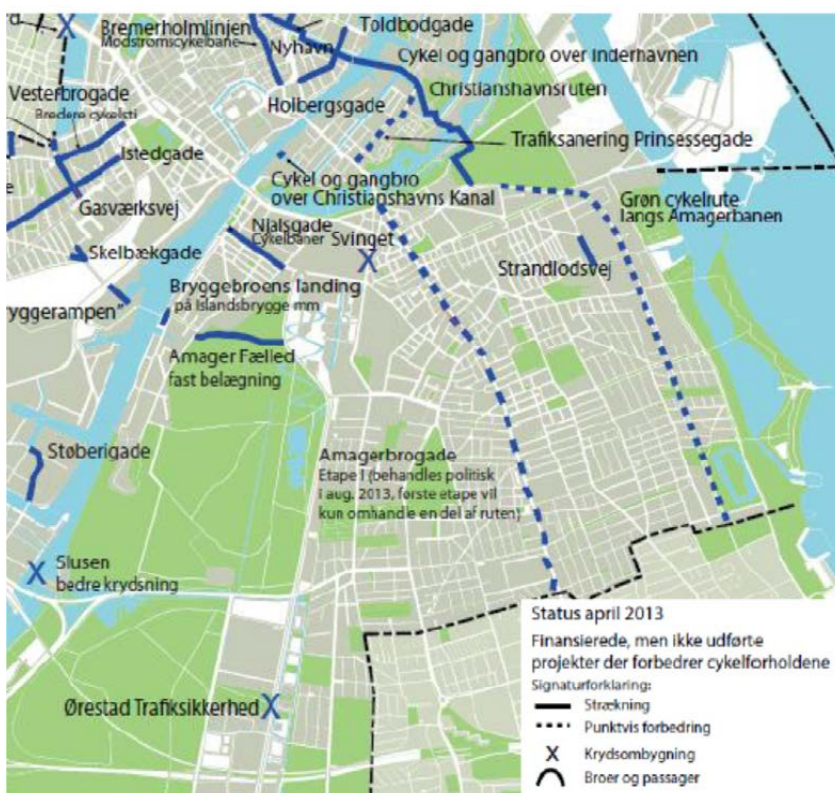 Bremerholmlinjen
Modstrømscykelbane
Toldbodgade
Nyhavn
Cykel og gangbro over Inderhavnen
Vesterbrogade
Bredere cykelsti
Holbergsgade
Christianshavnsruten
Istedgade
Trafiksanering Prinsessegade
Cykel og gangbro
over Christianshavns Kanal
Grøn cykelrute
langs Amagerbanen
Gasværksvej
Njalsgade
Cykelbaner
Svinget
Skelbækgade
Strandlodsvej
Bryggebroens landing
på Islandsbrygge mm
yggerampen"
Amager Fælled
fast belægning
Støberigade
Amagerbrogade
Etape I (behandles politisk
i aug. 2013, første etape vil
kun omhandle en del af ruten)
Slusen
bedre krydsning
Ørestad Trafiksikkerhed
Status april 2013
Finansierede, men ikke udførte
projekter der forbedrer cykelforholdene
Signaturforklaring:
Strækning
Punktvis forbedring
X Krydsombygning
Broer og passager